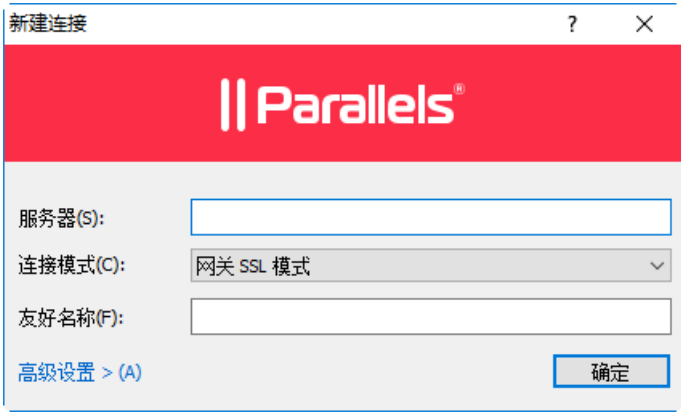 新建连接
Parallels®
服务器(S):
连接模式(C): 网关 SSL 模式
友好名称(F):
高级设置 > (A) 确定